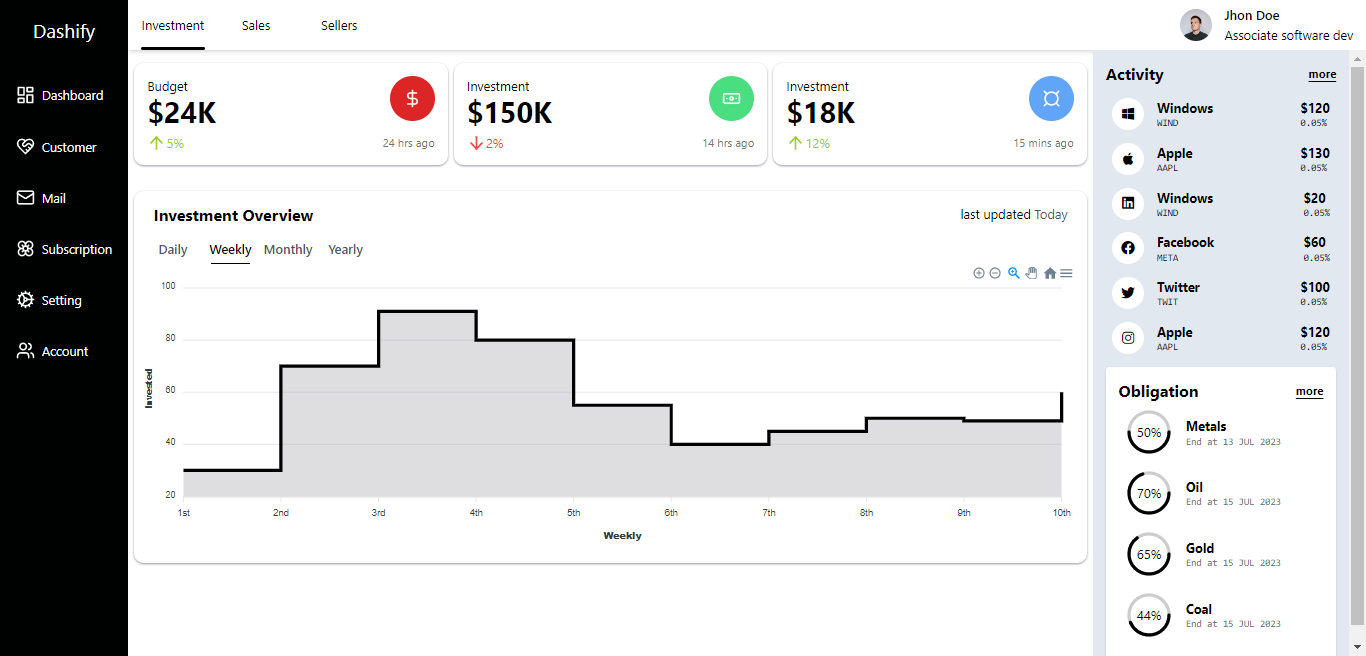 Dashify
Dashboard
Customer
Mail
Subscription
Setting
Account
Investment Sales Sellers
Jhon Doe
Associate software dev
Budget
$24K
5% 24 hrs ago
Investment
$150K
2% 14 hrs ago
Investment
$18K
12% 15 mins ago
Investment Overview last updated Today
Daily Weekly Monthly Yearly
100
80
60
40
20
Invested
1st 2nd 3rd 4th 5th 6th 7th 8th 9th 10th
Weekly
Activity more
Windows $120
WIND 0.05%
Apple $130
AAPL 0.05%
Windows $20
WIND 0.05%
Facebook $60
META 0.05%
Twitter $100
TWIT 0.05%
Apple $120
AAPL 0.05%
Obligation more
50% Metals
End at 13 JUL 2023
70% Oil
End at 15 JUL 2023
65% Gold
End at 15 JUL 2023
44% Coal
End at 15 JUL 2023